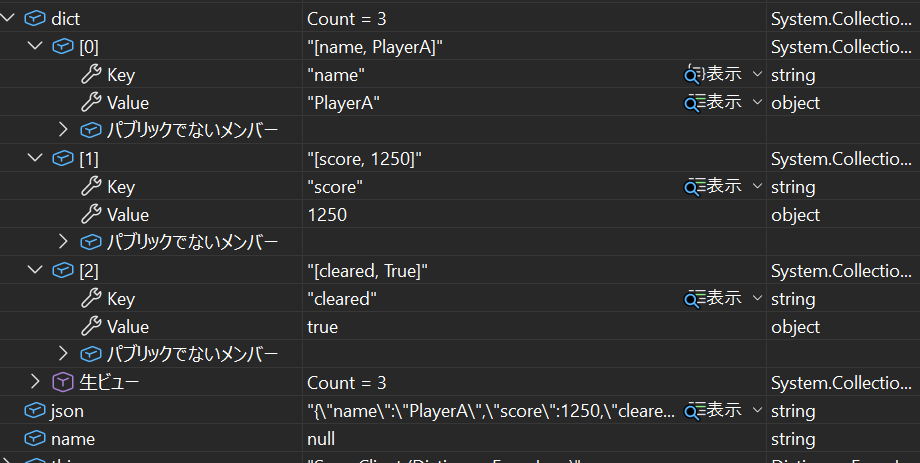 dict Count = 3 System.Collectio...
[0] "[name, PlayerA]" System.Collectio...
Key "name" 表示 string
Value "PlayerA" 表示 object
パブリックでないメンバー
[1] "[score, 1250]" System.Collectio...
Key "score" 表示 string
Value 1250 object
パブリックでないメンバー
[2] "[cleared, True]" System.Collectio...
Key "cleared" 表示 string
Value true object
パブリックでないメンバー
生ビュー Count = 3 System.Collectio...
json "{\"name\":\"PlayerA\",\"score\":1250,\"cleare... 表示 string
name null string